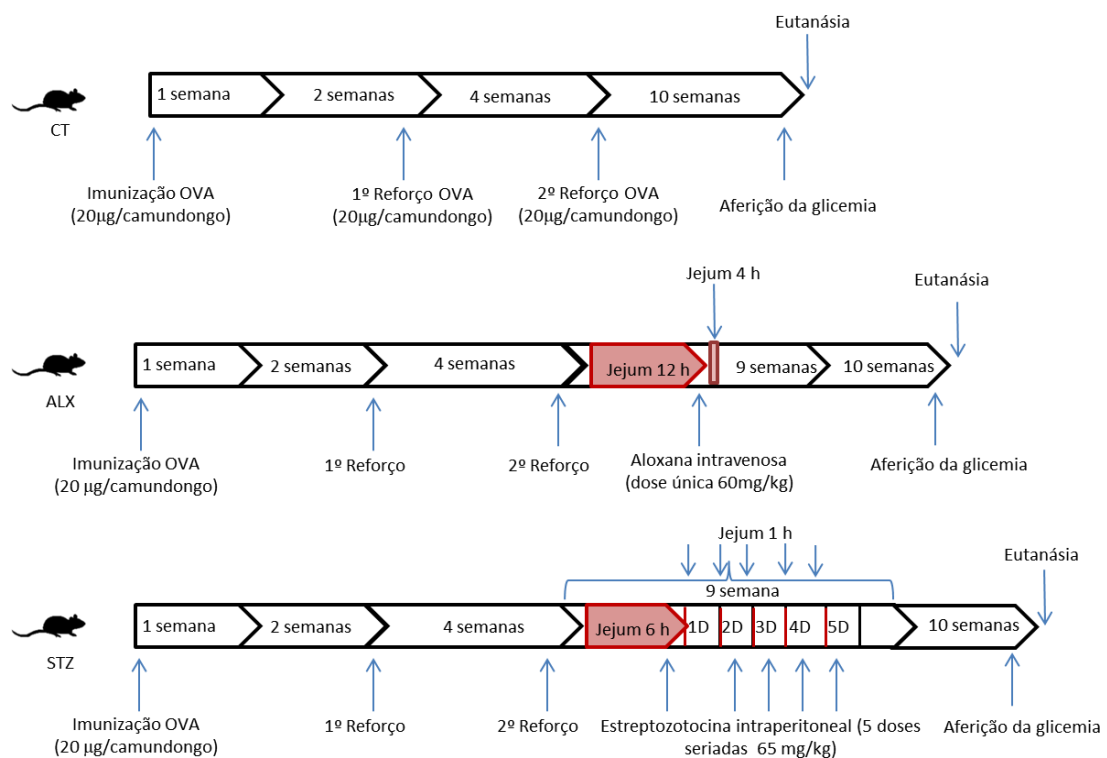 Eutanásia
1 semana
2 semanas
4 semanas
10 semanas
CT
Imunização OVA
(20µg/camundongo)
1º Reforço OVA
(20µg/camundongo)
2º Reforço OVA
(20µg/camundongo)
Aferição da glicemia
Jejum 4 h
Eutanásia
1 semana
2 semanas
4 semanas
Jejum 12 h
9 semanas
10 semanas
ALX
Imunização OVA
(20 µg/camundongo)
1º Reforço
2º Reforço
Aloxana intravenosa
(dose única 60mg/kg)
Aferição da glicemia
Jejum 1 h
Eutanásia
9 semana
1 semana
2 semanas
4 semanas
Jejum 6 h
1D
2D
3D
4D
5D
10 semanas
STZ
Imunização OVA
(20 µg/camundongo)
1º Reforço
2º Reforço
Estreptozotocina intraperitoneal (5 doses
seriadas 65 mg/kg)
Aferição da glicemia